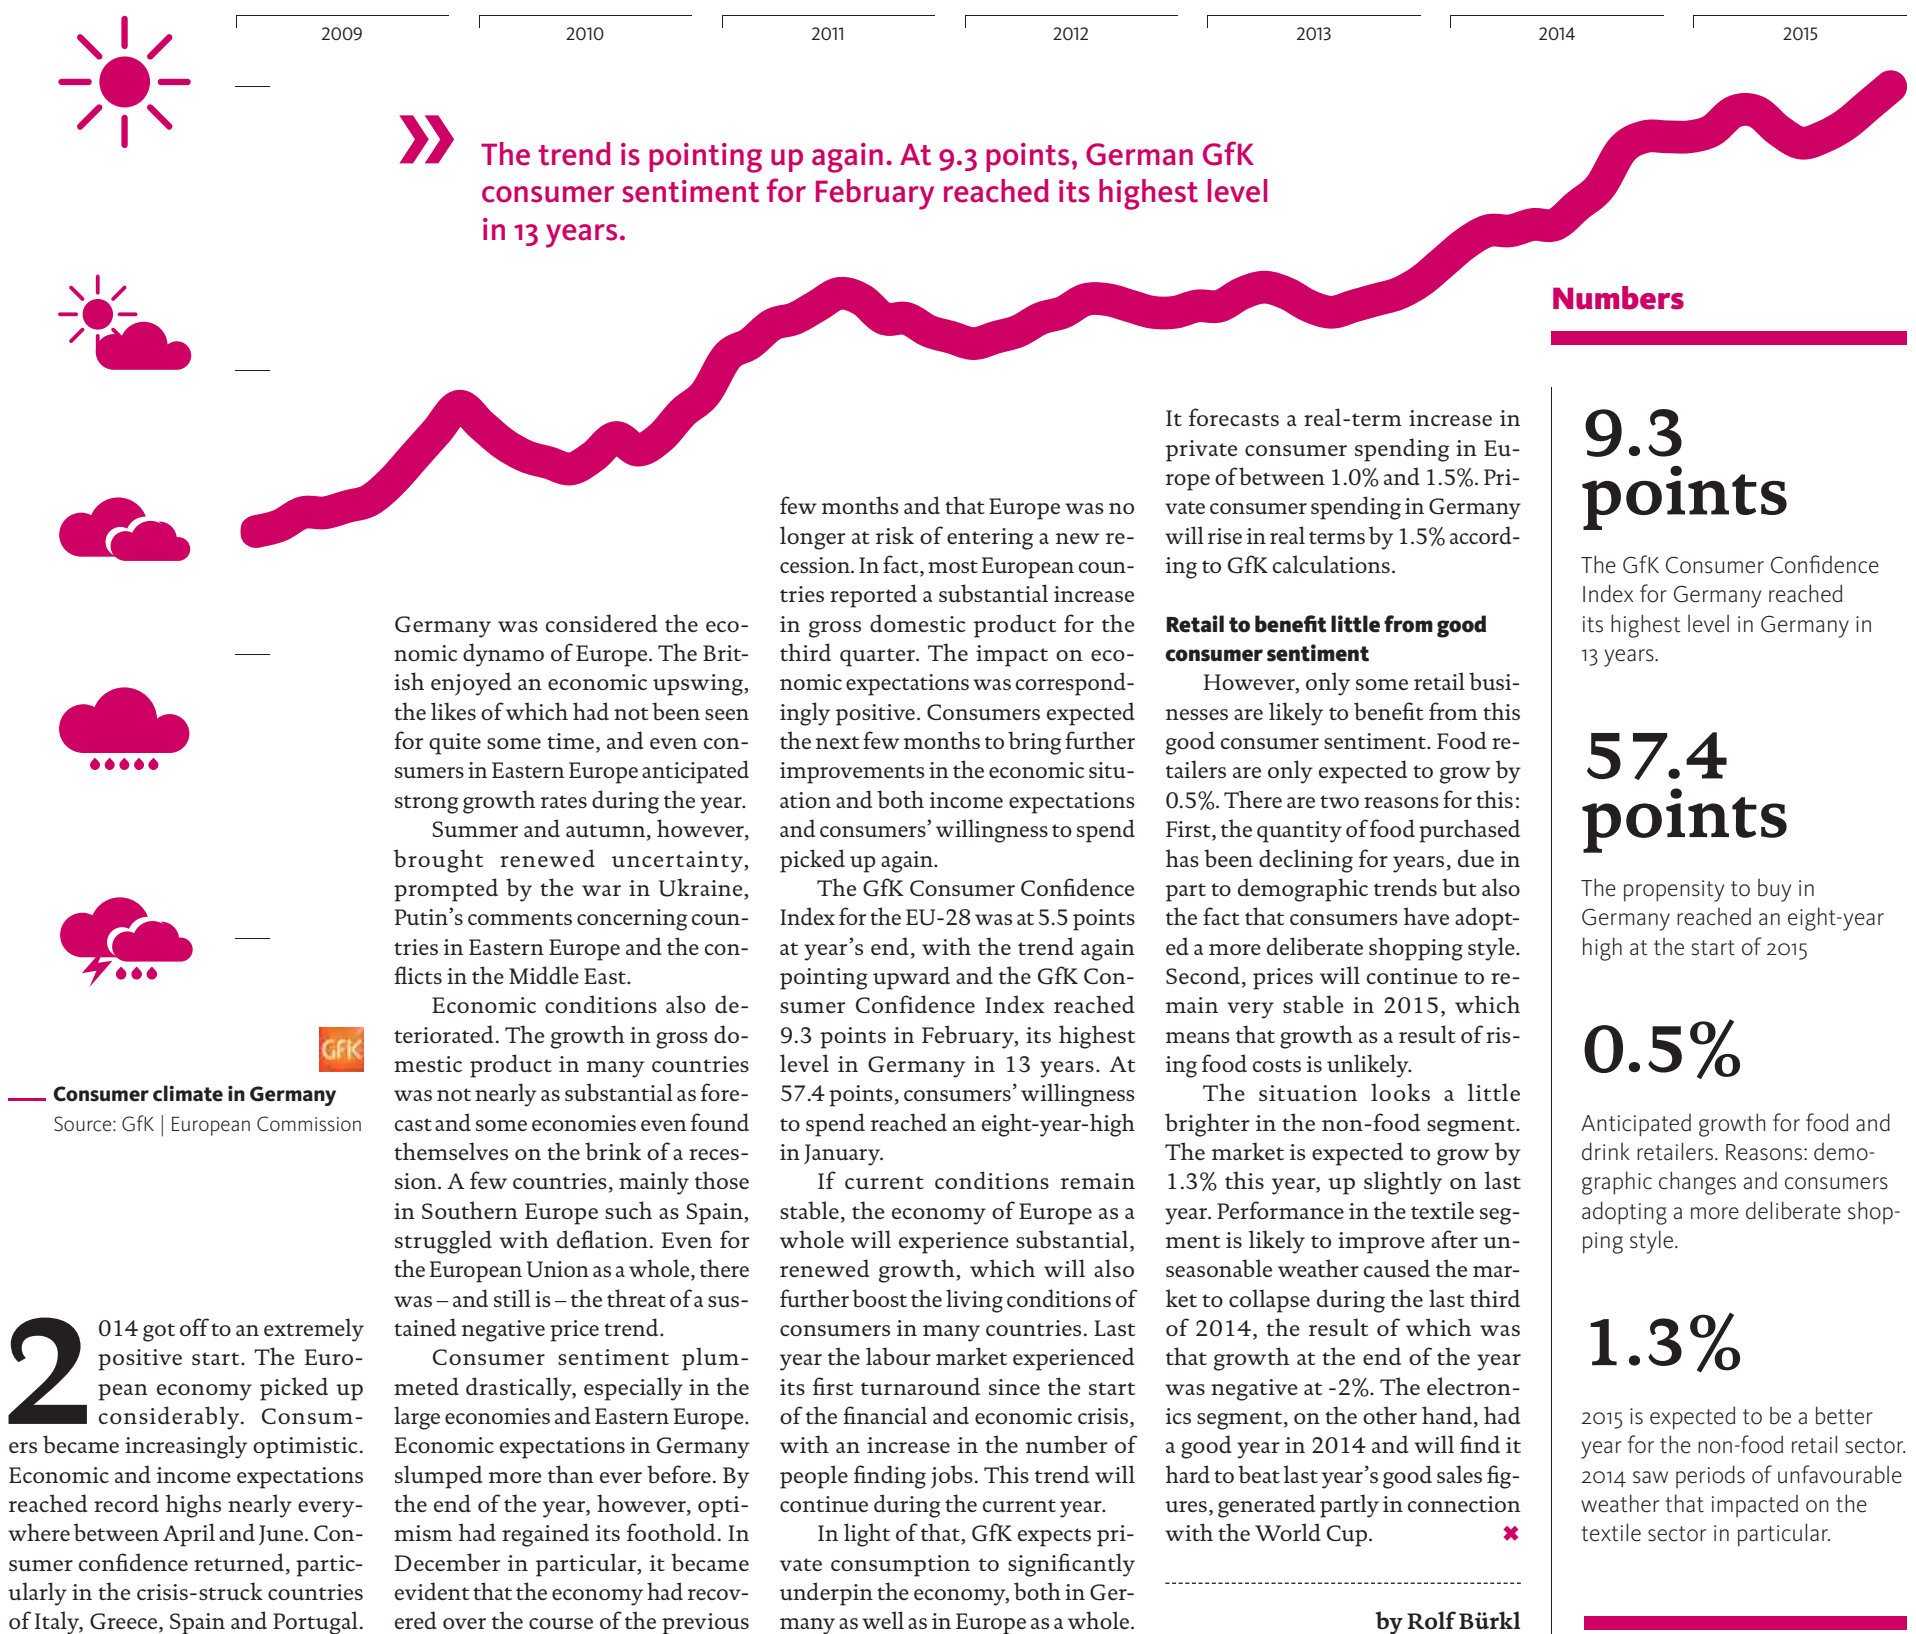 2009
2010
2011
2012
2013
2014
2015
» The trend is pointing up again. At 9.3 points, German GfK
consumer sentiment for February reached its highest level
in 13 years.
GfK
Consumer climate in Germany
Source: GfK | European Commission
2014 got off to an extremely
positive start. The Euro-
pean economy picked up
considerably. Consum-
ers became increasingly optimistic.
Economic and income expectations
reached record highs nearly every-
where between April and June. Con-
sumer confidence returned, partic-
ularly in the crisis-struck countries
of Italy, Greece, Spain and Portugal.
Germany was considered the eco-
nomic dynamo of Europe. The Brit-
ish enjoyed an economic upswing,
the likes of which had not been seen
for quite some time, and even con-
sumers in Eastern Europe anticipated
strong growth rates during the year.
Summer and autumn, however,
brought renewed uncertainty,
prompted by the war in Ukraine,
Putin's comments concerning coun-
tries in Eastern Europe and the con-
flicts in the Middle East.
Economic conditions also de-
teriorated. The growth in gross do-
mestic product in many countries
was not nearly as substantial as fore-
cast and some economies even found
themselves on the brink of a reces-
sion. A few countries, mainly those
in Southern Europe such as Spain,
struggled with deflation. Even for
the European Union as a whole, there
was – and still is – the threat of a sus-
tained negative price trend.
Consumer sentiment plum-
meted drastically, especially in the
large economies and Eastern Europe.
Economic expectations in Germany
slumped more than ever before. By
the end of the year, however, opti-
mism had regained its foothold. In
December in particular, it became
evident that the economy had recov-
ered over the course of the previous
few months and that Europe was no
longer at risk of entering a new re-
cession. In fact, most European coun-
tries reported a substantial increase
in gross domestic product for the
third quarter. The impact on eco-
nomic expectations was correspond-
ingly positive. Consumers expected
the next few months to bring further
improvements in the economic situ-
ation and both income expectations
and consumers' willingness to spend
picked up again.
The GfK Consumer Confidence
Index for the EU-28 was at 5.5 points
at year's end, with the trend again
pointing upward and the GfK Con-
sumer Confidence Index reached
9.3 points in February, its highest
level in Germany in 13 years. At
57.4 points, consumers' willingness
to spend reached an eight-year-high
in January.
If current conditions remain
stable, the economy of Europe as a
whole will experience substantial,
renewed growth, which will also
further boost the living conditions of
consumers in many countries. Last
year the labour market experienced
its first turnaround since the start
of the financial and economic crisis,
with an increase in the number of
people finding jobs. This trend will
continue during the current year.
In light of that, GfK expects pri-
vate consumption to significantly
underpin the economy, both in Ger-
many as well as in Europe as a whole.
It forecasts a real-term increase in
private consumer spending in Eu-
rope of between 1.0% and 1.5%. Pri-
vate consumer spending in Germany
will rise in real terms by 1.5% accord-
ing to GfK calculations.
Retail to benefit little from good
consumer sentiment
However, only some retail busi-
nesses are likely to benefit from this
good consumer sentiment. Food re-
tailers are only expected to grow by
0.5%. There are two reasons for this:
First, the quantity of food purchased
has been declining for years, due in
part to demographic trends but also
the fact that consumers have adopt-
ed a more deliberate shopping style.
Second, prices will continue to re-
main very stable in 2015, which
means that growth as a result of ris-
ing food costs is unlikely.
The situation looks a little
brighter in the non-food segment.
The market is expected to grow by
1.3% this year, up slightly on last
year. Performance in the textile seg-
ment is likely to improve after un-
seasonable weather caused the mar-
ket to collapse during the last third
of 2014, the result of which was
that growth at the end of the year
was negative at -2%. The electron-
ics segment, on the other hand, had
a good year in 2014 and will find it
hard to beat last year's good sales fig-
ures, generated partly in connection
with the World Cup. ✖
by Rolf Bürkl
Numbers
9.3
points
The GfK Consumer Confidence
Index for Germany reached
its highest level in Germany in
13 years.
57.4
points
The propensity to buy in
Germany reached an eight-year
high at the start of 2015
0.5%
Anticipated growth for food and
drink retailers. Reasons: demo-
graphic changes and consumers
adopting a more deliberate shop-
ping style.
1.3%
2015 is expected to be a better
year for the non-food retail sector.
2014 saw periods of unfavourable
weather that impacted on the
textile sector in particular.